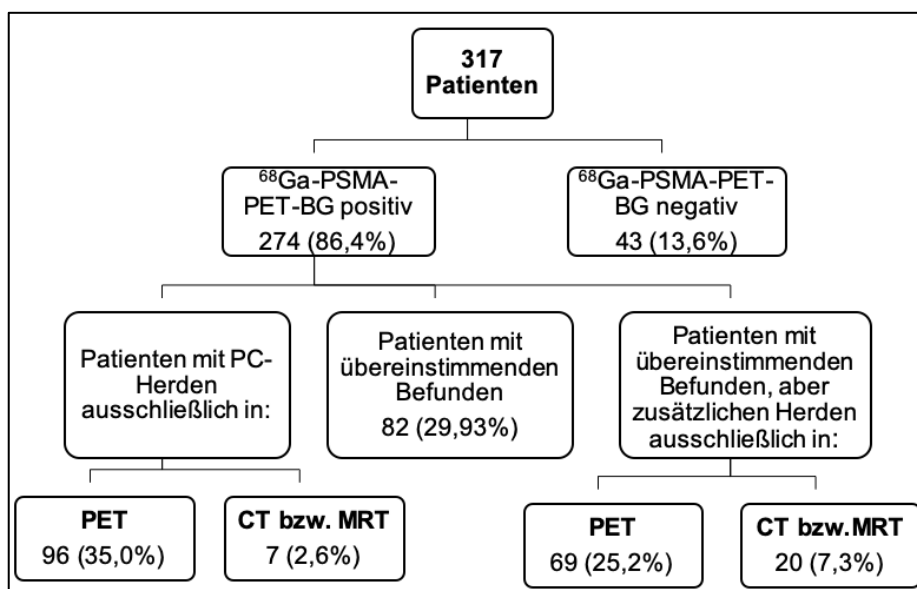 317
Patienten
⁶⁸Ga-PSMA-
PET-BG positiv
274 (86,4%)
⁶⁸Ga-PSMA-PET-
BG negativ
43 (13,6%)
Patienten mit PC-
Herden
ausschließlich in:
Patienten mit
übereinstimmenden
Befunden
82 (29,93%)
Patienten mit
übereinstimmenden
Befunden, aber
zusätzlichen Herden
ausschließlich in:
PET
96 (35,0%)
CT bzw. MRT
7 (2,6%)
PET
69 (25,2%)
CT bzw.MRT
20 (7,3%)